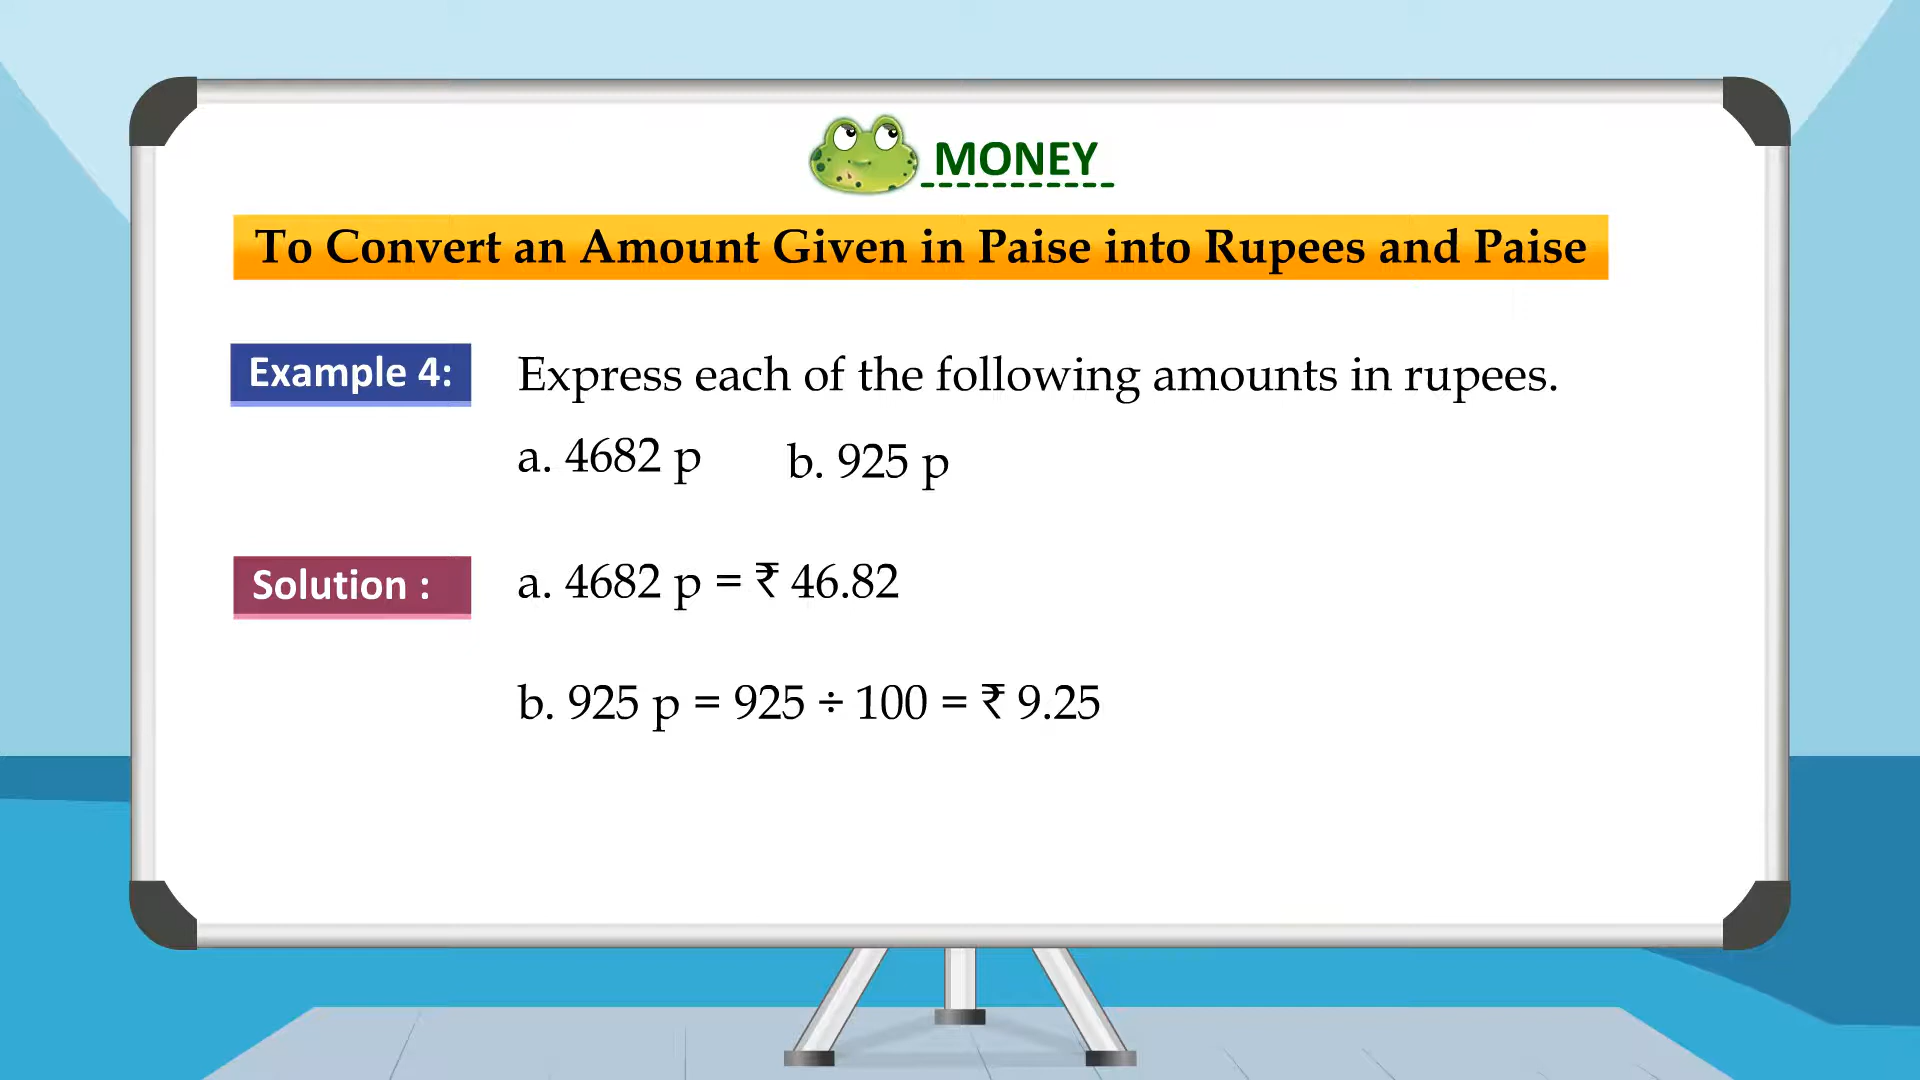 MONEY
To Convert an Amount Given in Paise into Rupees and Paise
Example 4: Express each of the following amounts in rupees.
a. 4682 p b. 925 p
Solution : a. 4682 p = ₹ 46.82
b. 925 p = 925 ÷ 100 = ₹ 9.25